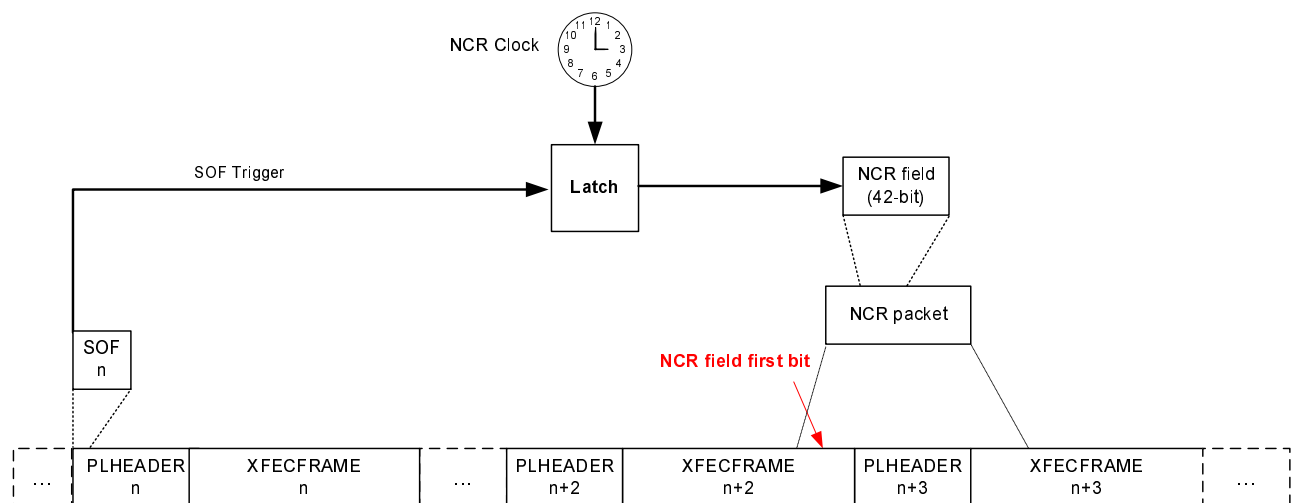 NCR Clock
11 12 1
10 2
9 3
8 4
7 6 5
SOF Trigger
Latch
NCR field
(42-bit)
NCR packet
SOF
n
NCR field first bit
... PLHEADER XFECFRAME ... PLHEADER XFECFRAME PLHEADER XFECFRAME ...
n n n+2 n+2 n+3 n+3